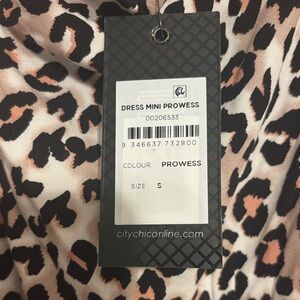 DRESS MINI PROWESS
00206533
9 346637 732800
COLOUR PROWESS
SIZE S
citychiconline.com